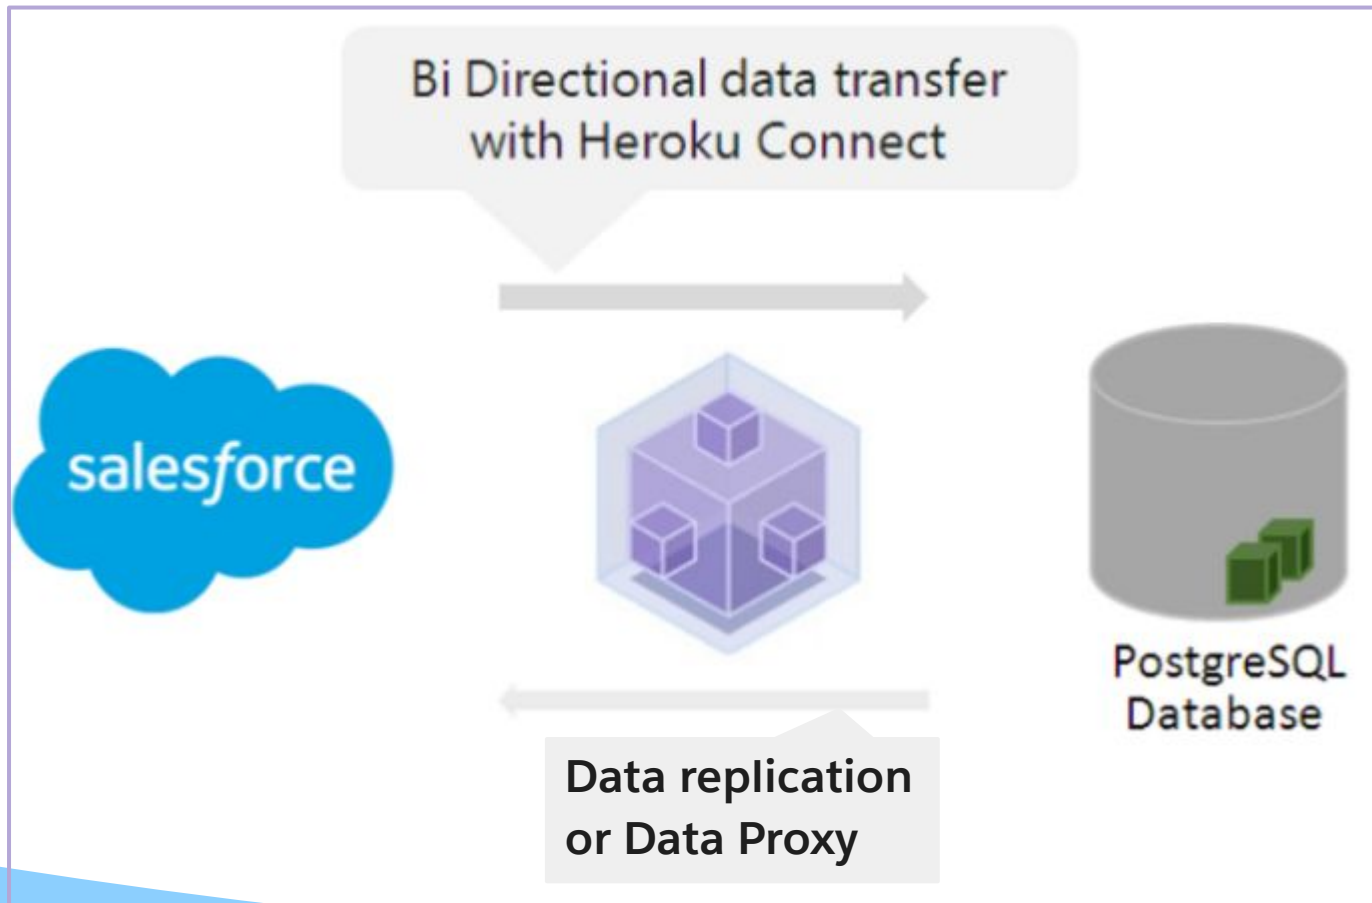 Bi Directional data transfer
with Heroku Connect
salesforce
PostgreSQL
Database
Data replication
or Data Proxy